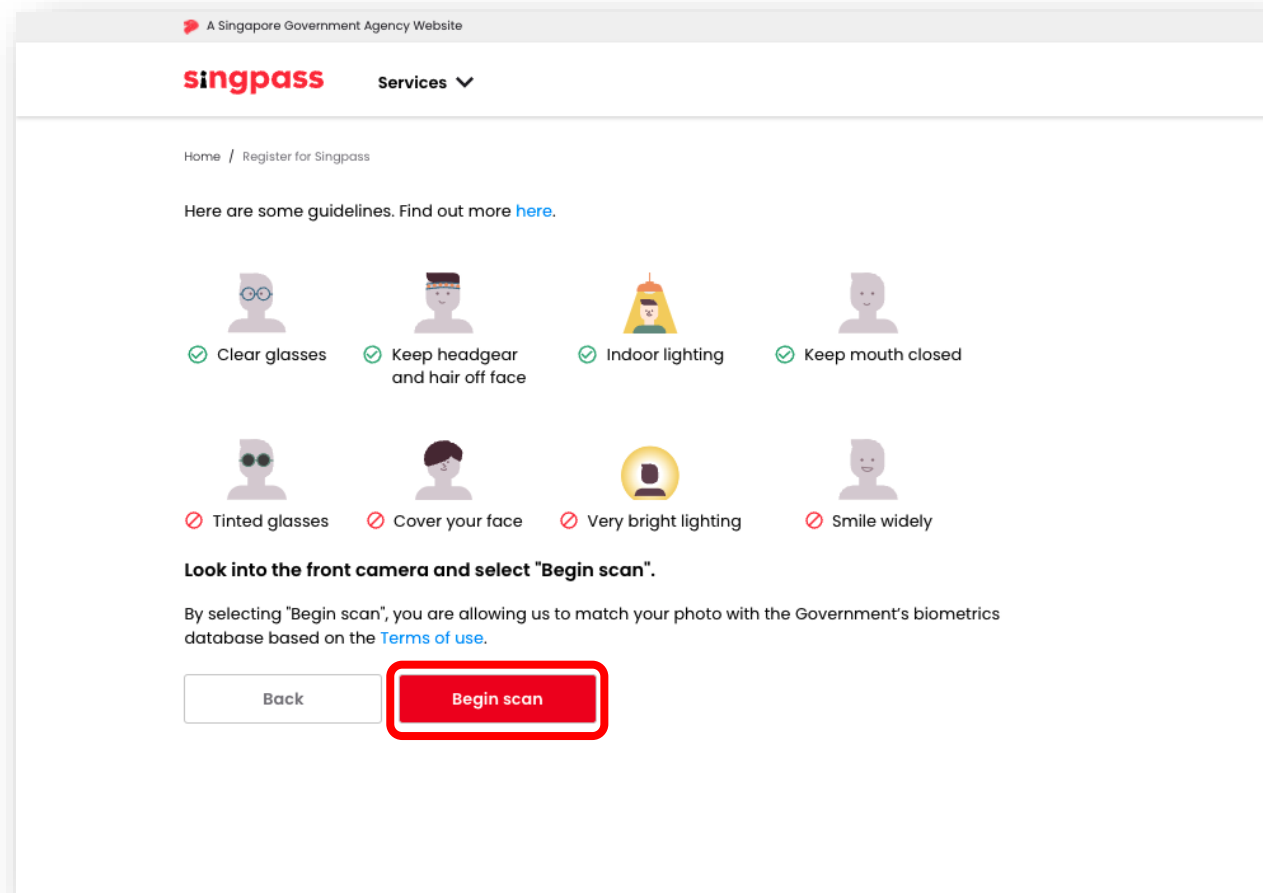 A Singapore Government Agency Website
singpass
Services
Home / Register for Singpass
Here are some guidelines. Find out more here.
Clear glasses
Keep headgear
and hair off face
Indoor lighting
Keep mouth closed
Tinted glasses
Cover your face
Very bright lighting
Smile widely
Look into the front camera and select "Begin scan".
By selecting "Begin scan", you are allowing us to match your photo with the Government’s biometrics
database based on the Terms of use.
Back
Begin scan